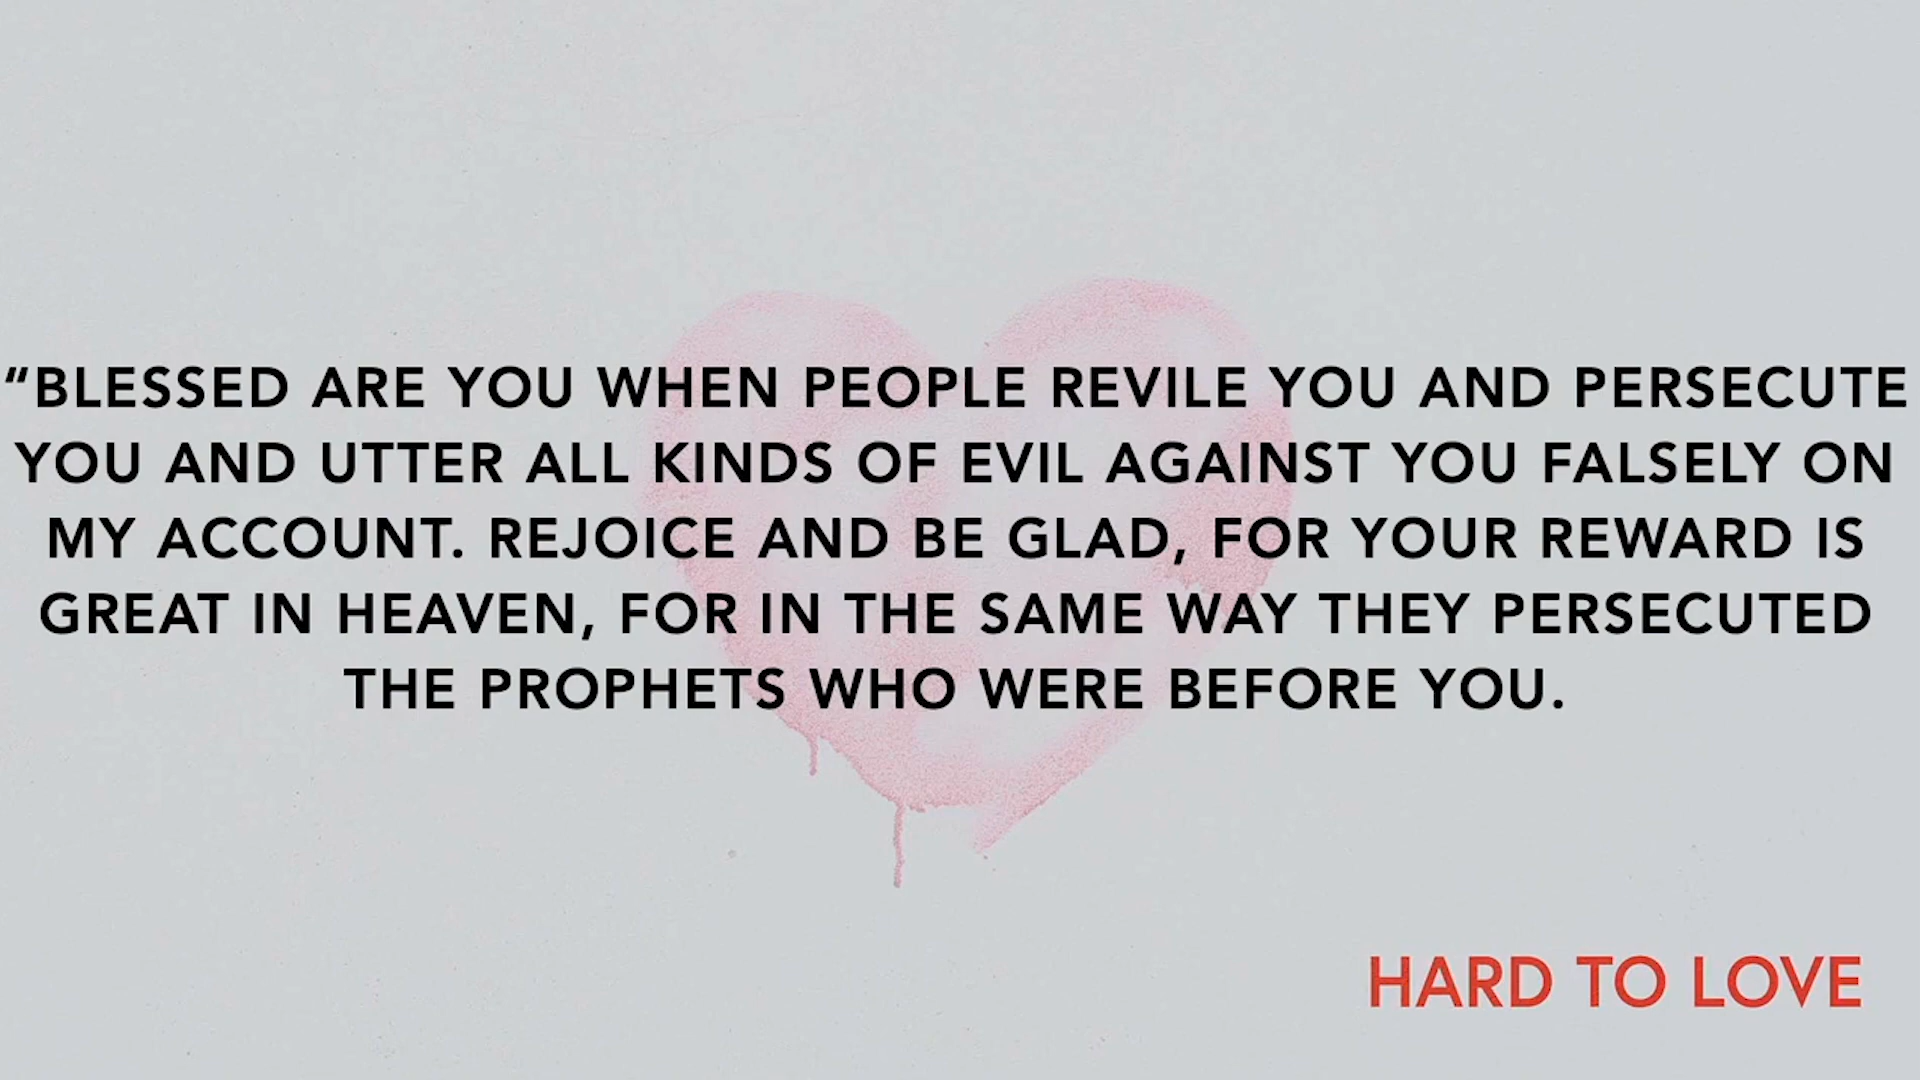 “BLESSED ARE YOU WHEN PEOPLE REVILE YOU AND PERSECUTE
YOU AND UTTER ALL KINDS OF EVIL AGAINST YOU FALSELY ON
MY ACCOUNT. REJOICE AND BE GLAD, FOR YOUR REWARD IS
GREAT IN HEAVEN, FOR IN THE SAME WAY THEY PERSECUTED
THE PROPHETS WHO WERE BEFORE YOU.
HARD TO LOVE